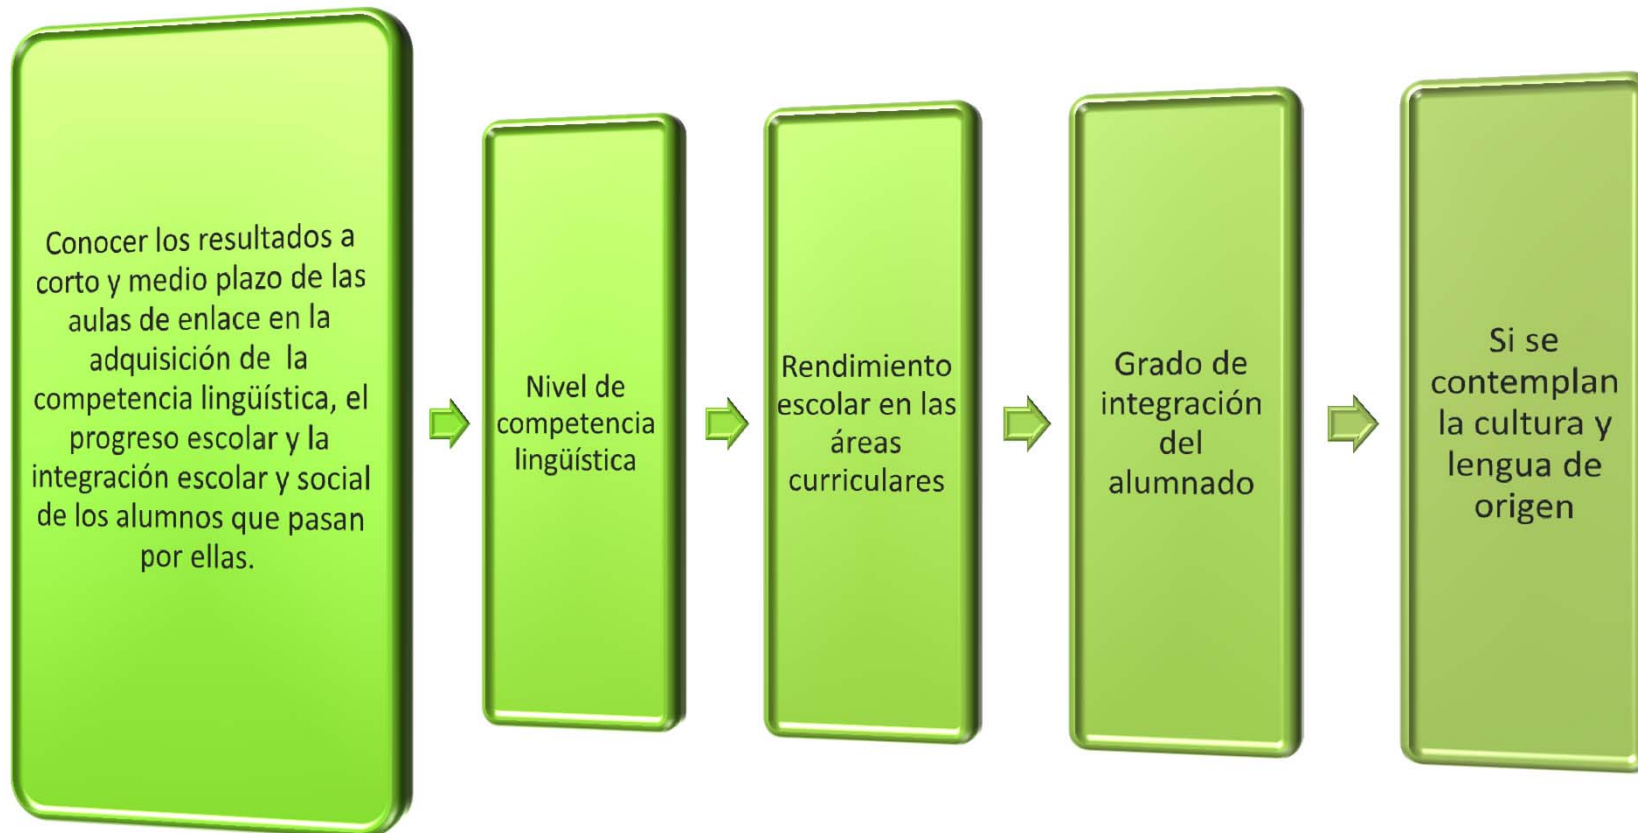 Conocer los resultados a
corto y medio plazo de las
aulas de enlace en la
adquisición de la
competencia lingüística, el
progreso escolar y la
integración escolar y social
de los alumnos que pasan
por ellas.
Nivel de
competencia
lingüística
Rendimiento
escolar en las
áreas
curriculares
Grado de
integración
del
alumnado
Si se
contemplan
la cultura y
lengua de
origen